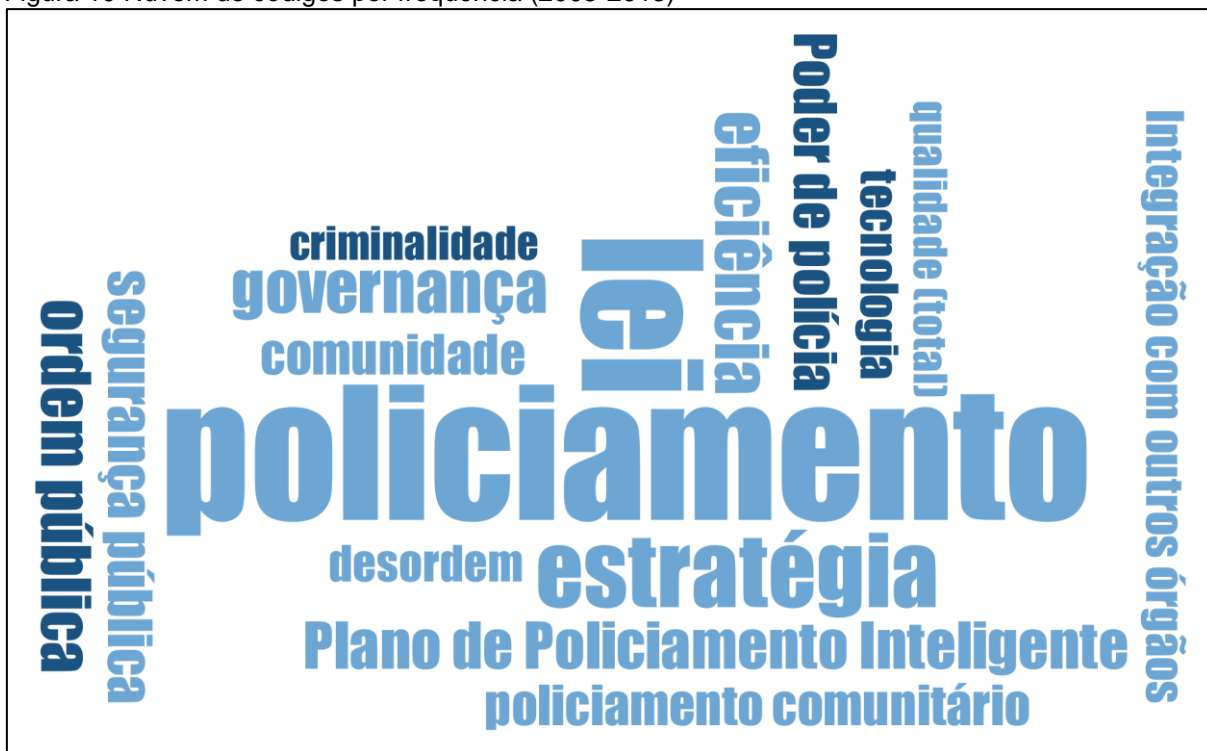 ordem pública
segurança pública
criminalidade
governança
comunidade
lei
eficiência
Poder de polícia
tecnologia
qualidade (total)
Integração com outros órgãos
policiamento
desordem
estratégia
Plano de Policiamento Inteligente
policiamento comunitário